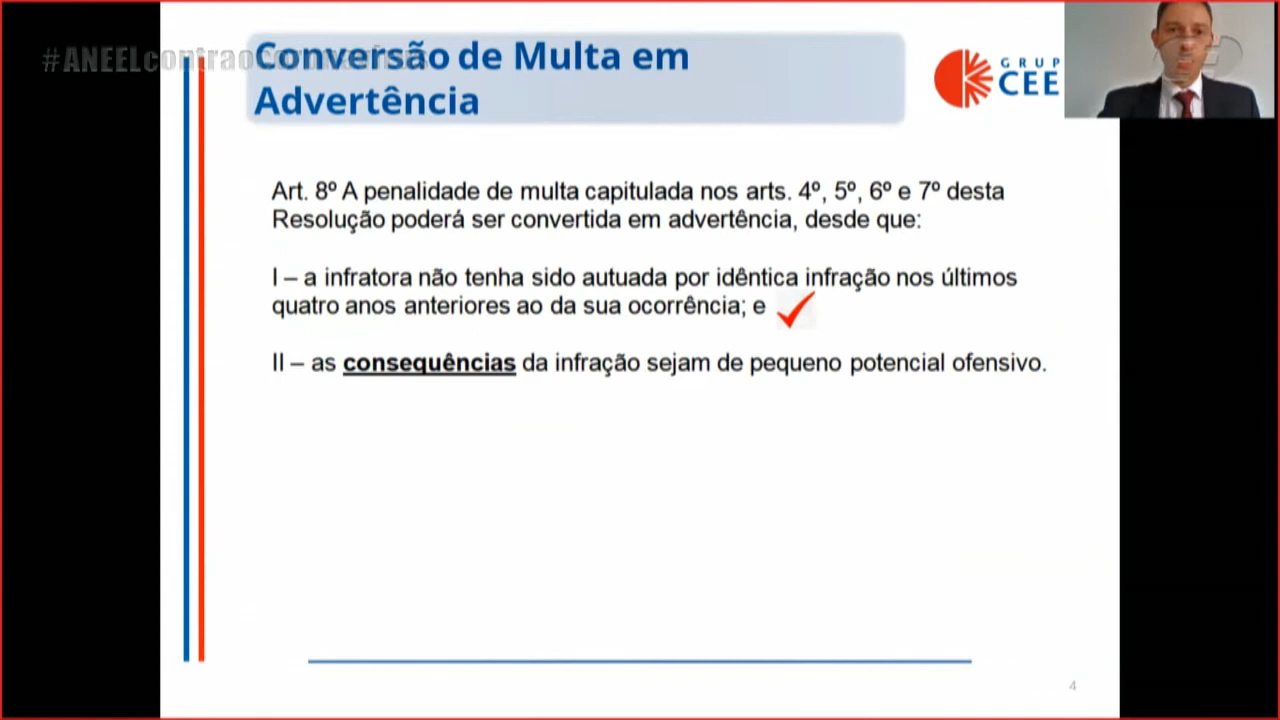 #ANEELcontraocoronavírus
Conversão de Multa em
Advertência
GRUP
CEE
Art. 8º A penalidade de multa capitulada nos arts. 4º, 5º, 6º e 7º desta
Resolução poderá ser convertida em advertência, desde que:
I – a infratora não tenha sido autuada por idêntica infração nos últimos
quatro anos anteriores ao da sua ocorrência; e
II – as consequências da infração sejam de pequeno potencial ofensivo.
4